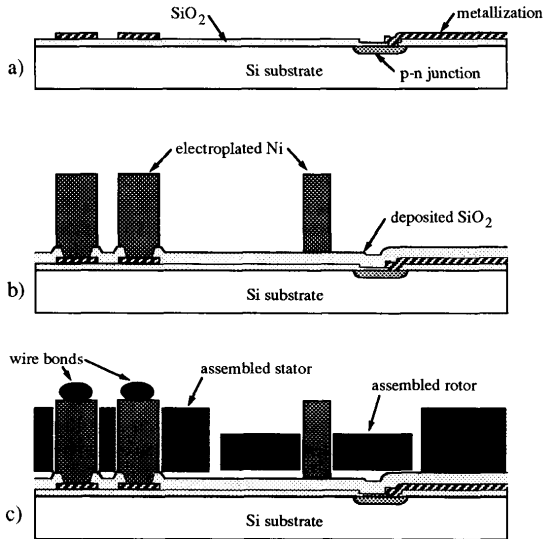 SiO2
metallization
a)
Si substrate
p-n junction
electroplated Ni
deposited SiO2
b)
Si substrate
wire bonds
assembled stator
assembled rotor
c)
Si substrate